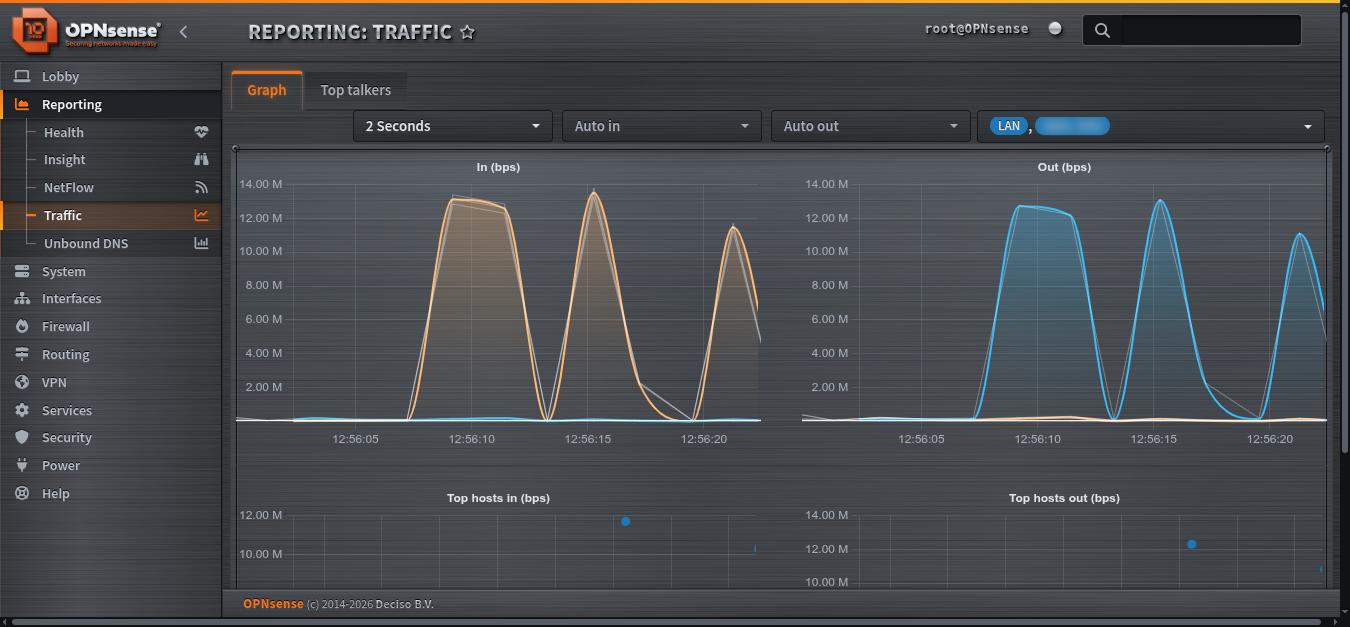 10
OPNsense®
Securing networks made easy
REPORTING: TRAFFIC
root@OPNsense
Lobby
Reporting
Health
Insight
NetFlow
Traffic
Unbound DNS
System
Interfaces
Firewall
Routing
VPN
Services
Security
Power
Help
Graph
Top talkers
2 Seconds
Auto in
Auto out
LAN ,
In (bps)
14.00 M
12.00 M
10.00 M
8.00 M
6.00 M
4.00 M
2.00 M
12:56:05 12:56:10 12:56:15 12:56:20
Out (bps)
14.00 M
12.00 M
10.00 M
8.00 M
6.00 M
4.00 M
2.00 M
12:56:05 12:56:10 12:56:15 12:56:20
Top hosts in (bps)
12.00 M
10.00 M
Top hosts out (bps)
14.00 M
12.00 M
10.00 M
OPNsense (c) 2014-2026 Deciso B.V.